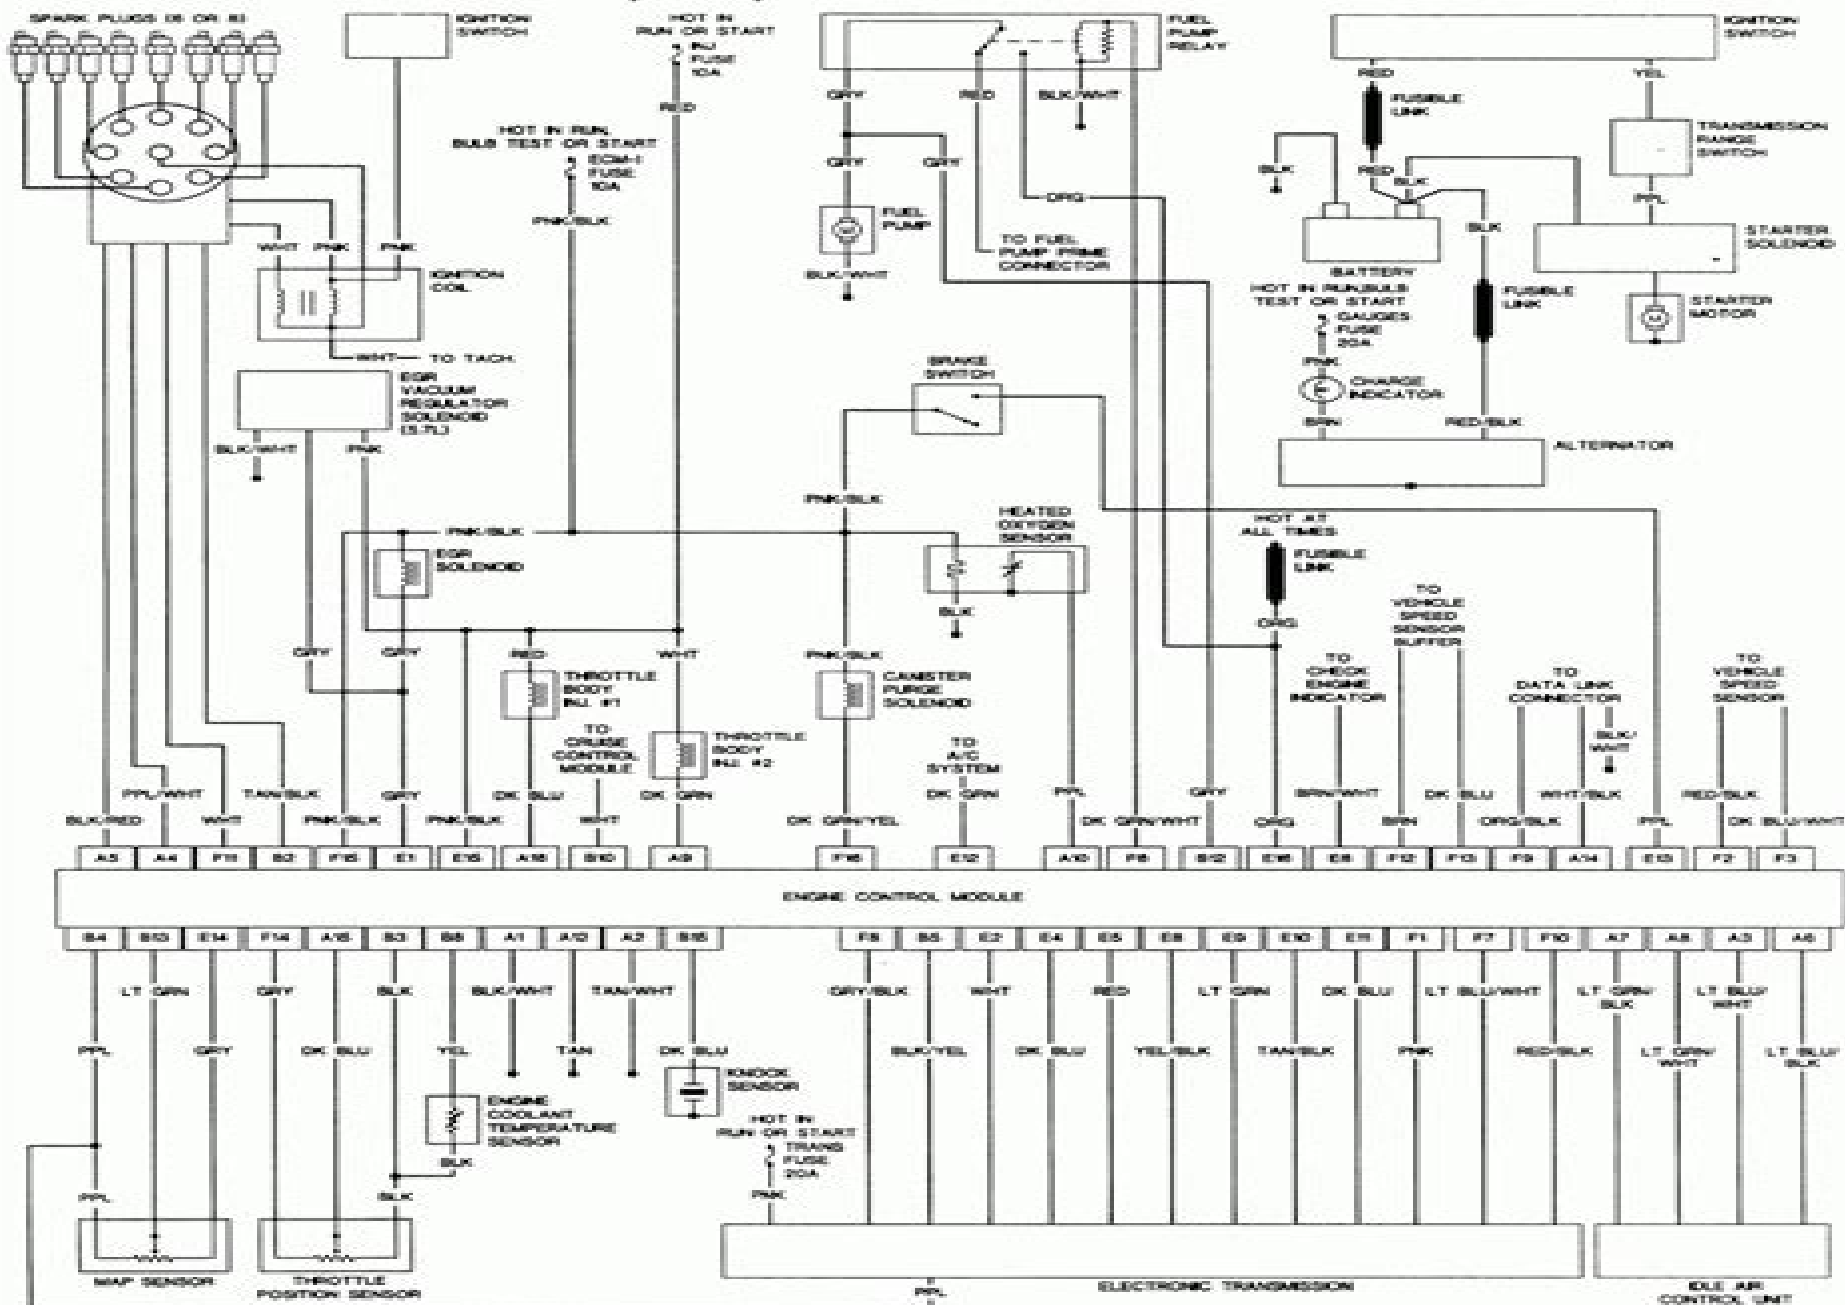 SPARK PLUGS (6 OR 8)
IGNITION
SWITCH
HOT IN
RUN OR START
INJ
FUSE
10A
RED
FUEL
PUMP
RELAY
IGNITION
SWITCH
GRY
RED
BLK/WHT
RED
YEL
FUSIBLE
LINK
HOT IN RUN,
BULB TEST OR START
ECM-1
FUSE
10A
PNK/BLK
GRY
GRY
ORG
BLK
RED
BLK
TRANSMISSION
RANGE
SWITCH
PPL
FUEL
PUMP
TO FUEL
PUMP PRIME
CONNECTOR
BLK/WHT
BLK
STARTER
SOLENOID
WHT
PNK
PNK
IGNITION
COIL
BATTERY
HOT IN RUN,BULB
TEST OR START
GAUGES
FUSE
20A
FUSIBLE
LINK
STARTER
MOTOR
WHT
TO TACH.
PNK
EGR
VACUUM
REGULATOR
SOLENOID
(5.7L)
BRAKE
SWITCH
CHARGE
INDICATOR
BLK/WHT
PNK
BRN
RED/BLK
ALTERNATOR
PNK/BLK
PNK/BLK
HEATED
OXYGEN
SENSOR
HOT AT
ALL TIMES
FUSIBLE
LINK
EGR
SOLENOID
BLK
ORG
TO
VEHICLE
SPEED
SENSOR
BUFFER
GRY
GRY
RED
WHT
PNK/BLK
THROTTLE
BODY
INJ. #1
CANISTER
PURGE
SOLENOID
TO
CHECK
ENGINE
INDICATOR
TO
DATA LINK
CONNECTOR
TO
VEHICLE
SPEED
SENSOR
TO
CRUISE
CONTROL
MODULE
THROTTLE
BODY
INJ. #2
TO
A/C
SYSTEM
BLK/
WHT
PPL/WHT
TAN/BLK
GRY
DK BLU
DK GRN
DK GRN
PPL
GRY
BRN/WHT
DK BLU
WHT/BLK
RED/BLK
BLK/RED
WHT
PNK/BLK
PNK/BLK
WHT
DK GRN/YEL
DK GRN/WHT
ORG
BRN
ORG/BLK
PPL
DK BLU/WHT
A5 A4 F11 B2 F15 E1 E15 A16 B10 A9 F16 E12 A10 F6 B12 E16 E8 F12 F13 F9 A14 E13 F2 F3
ENGINE CONTROL MODULE
B4 B13 E14 F14 A15 B3 B8 A1 A12 A2 B15 B5 E2 E4 E5 E9 E10 E11 F1 F7 F10 A7 A8 A3 A6
LT GRN
GRY
BLK
BLK/WHT
TAN/WHT
GRY/BLK
WHT
RED
LT GRN
DK BLU
LT BLU/WHT
LT GRN/
BLK
LT BLU/
WHT
PPL
GRY
DK BLU
YEL
TAN
DK BLU
BLK/YEL
DK BLU
YEL/BLK
TAN/BLK
PNK
RED/BLK
LT GRN/
WHT
LT BLU/
BLK
KNOCK
SENSOR
ENGINE
COOLANT
TEMPERATURE
SENSOR
HOT IN
RUN OR START
TRANS
FUSE
20A
BLK
PPL
BLK
PNK
MAP SENSOR
THROTTLE
POSITION SENSOR
PPL
ELECTRONIC TRANSMISSION
IDLE AIR
CONTROL UNIT